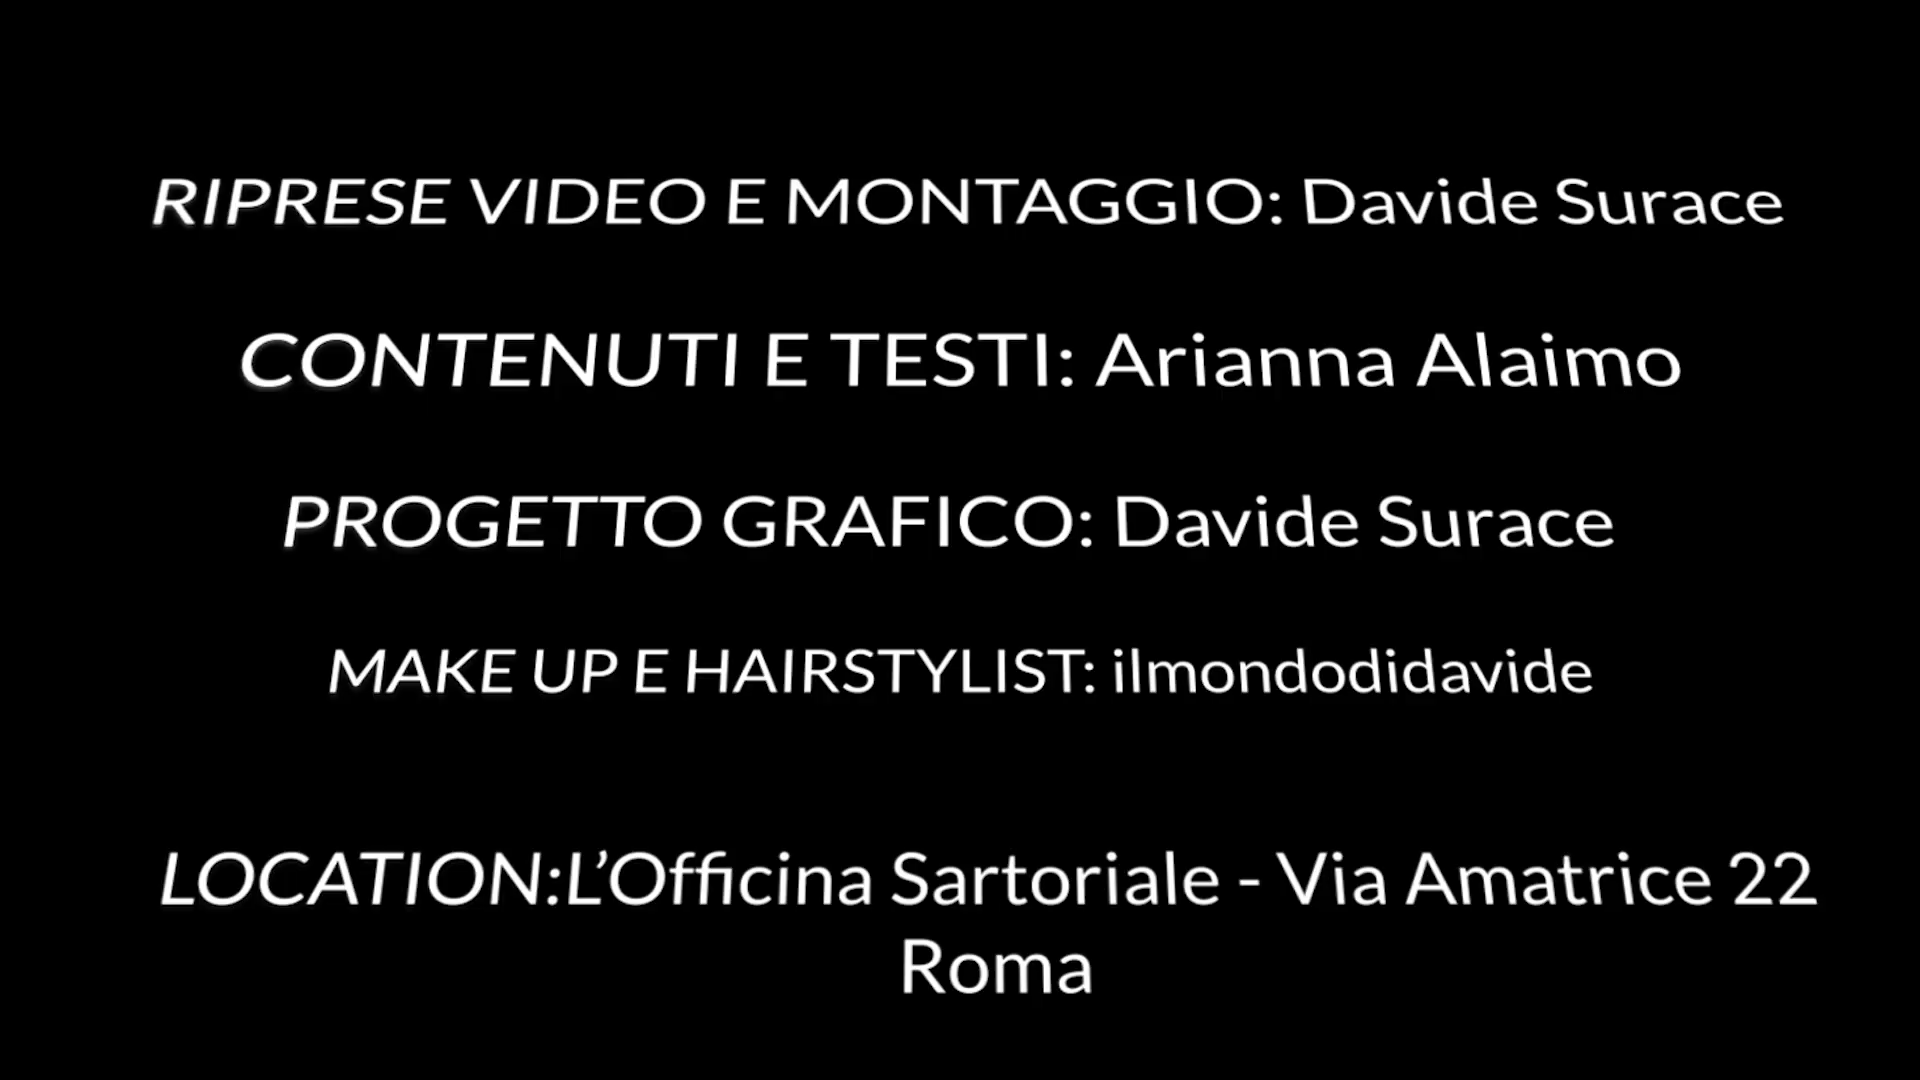 RIPRESE VIDEO E MONTAGGIO: Davide Surace
CONTENUTI E TESTI: Arianna Alaimo
PROGETTO GRAFICO: Davide Surace
MAKE UP E HAIRSTYLIST: ilmondodidavide
LOCATION:L’Officina Sartoriale - Via Amatrice 22
Roma